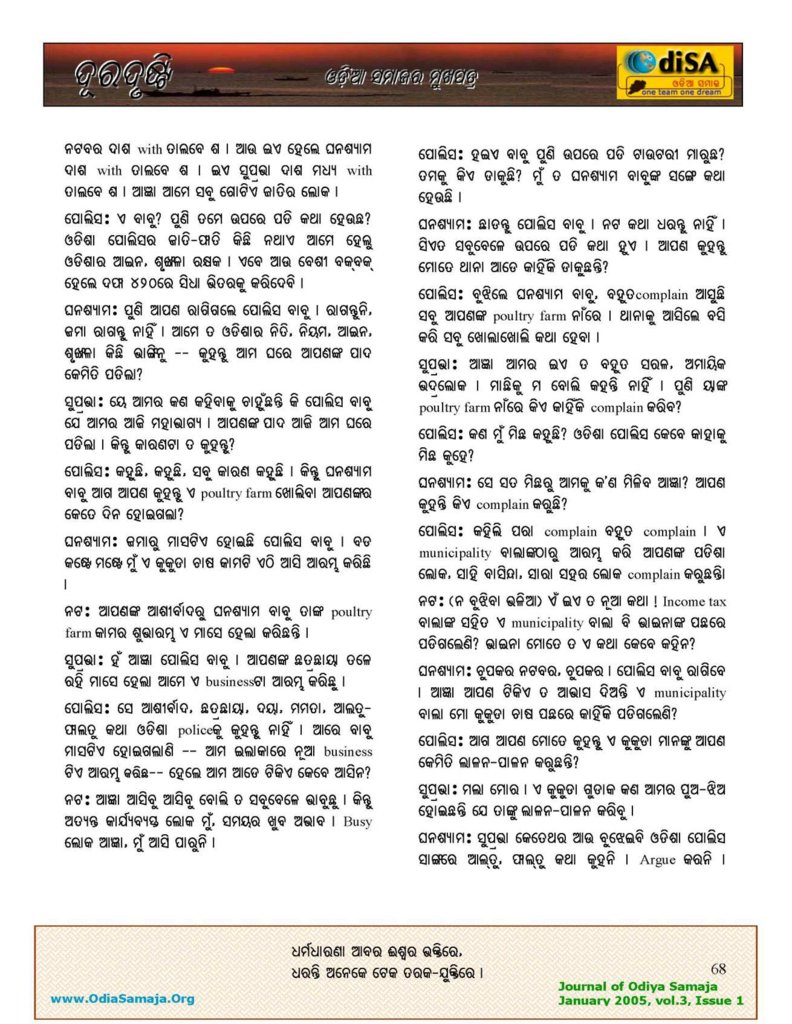 ଦୂରଦୃଷ୍ଟି
ଓଡ଼ିଆ ସମାଜର ମୁଖପତ୍ର
OdiSA
ଓଡିଆ ସମାଜ
one team one dream
ନଟବର ଦାଶ with ତାଲବେ ଶ । ଆଉ ଇଏ ହେଲେ ଘନଶ୍ୟାମ
ଦାଶ with ତାଲବେ ଶ । ଇଏ ସୁପ୍ରଭା ଦାଶ ମଧ୍ୟ with
ତାଲବେ ଶ । ଆଜ୍ଞା ଆମେ ସବୁ ଗୋଟିଏ ଜାତିର ଲୋକ ।
ପୋଲିସ: ଏ ବାବୁ? ପୁଣି ତମେ ଉପରେ ପଡି କଥା ହେଉଛ?
ଓଡିଶା ପୋଲିସର ଜାତି-ଫାତି କିଛି ନଥାଏ ଆମେ ହେଲୁ
ଓଡିଶାର ଆଇନ, ଶୃଙ୍ଖଳା ରକ୍ଷକ । ଏବେ ଆଉ ବେଶୀ ବକ୍‌ବକ୍
ହେଲେ ଦଫା ୪୨୦ରେ ସିଧା ଭିତରକୁ କରିଦେବି ।
ଘନଶ୍ୟାମ: ପୁଣି ଆପଣ ରାଗିଗଲେ ପୋଲିସ ବାବୁ । ରାଗନ୍ତୁନି,
ଜମା ରାଗନ୍ତୁ ନାହିଁ । ଆମେ ତ ଓଡିଶାର ନିତି, ନିୟମ, ଆଇନ,
ଶୃଙ୍ଖଳା କିଛି ଭାଙ୍ଗିନୁ -- କୁହନ୍ତୁ ଆମ ଘରେ ଆପଣଙ୍କ ପାଦ
କେମିତି ପଡିଲା?
ସୁପ୍ରଭା: ୟେ ଆମର କଣ କହିବାକୁ ଚାହୁଁଛନ୍ତି କି ପୋଲିସ ବାବୁ
ଯେ ଆମର ଆଜି ମହାଭାଗ୍ୟ । ଆପଣଙ୍କ ପାଦ ଆଜି ଆମ ଘରେ
ପଡିଲା । କିନ୍ତୁ କାରଣଟା ତ କୁହନ୍ତୁ?
ପୋଲିସ: କହୁଛି, କହୁଛି, ସବୁ କାରଣ କହୁଛି । କିନ୍ତୁ ଘନଶ୍ୟାମ
ବାବୁ ଆଗ ଆପଣ କୁହନ୍ତୁ ଏ poultry farm ଖୋଲିବା ଆପଣଙ୍କର
କେତେ ଦିନ ହୋଇଗଲା?
ଘନଶ୍ୟାମ: ଜମାରୁ ମାସଟିଏ ହୋଇଛି ପୋଲିସ ବାବୁ । ବଡ
କଷ୍ଟେ ମଷ୍ଟେ ମୁଁ ଏ କୁକୁଡା ଚାଷ କାମଟି ଏଠି ଆସି ଆରମ୍ଭ କରିଛି
।
ନଟ: ଆପଣଙ୍କ ଆଶୀର୍ବାଦରୁ ଘନଶ୍ୟାମ ବାବୁ ତାଙ୍କ poultry
farm କାମର ଶୁଭାରମ୍ଭ ଏ ମାସେ ହେଲା କରିଛନ୍ତି ।
ସୁପ୍ରଭା: ହଁ ଆଜ୍ଞା ପୋଲିସ ବାବୁ । ଆପଣଙ୍କ ଛତ୍ରଛାୟା ତଳେ
ରହି ମାସେ ହେଲା ଆମେ ଏ businessଟା ଆରମ୍ଭ କରିଛୁ ।
ପୋଲିସ: ସେ ଆଶୀର୍ବାଦ, ଛତ୍ରଛାୟା, ଦୟା, ମମତା, ଆଲତୁ-
ଫାଲତୁ କଥା ଓଡିଶା policeକୁ କୁହନ୍ତୁ ନାହିଁ । ଆରେ ବାବୁ
ମାସଟିଏ ହୋଇଗଲାଣି -- ଆମ ଇଲାକାରେ ନୂଆ business
ଟିଏ ଆରମ୍ଭ କରିଛ-- ହେଲେ ଆମ ଆଡେ ଟିକିଏ କେବେ ଆସିନ?
ନଟ: ଆଜ୍ଞା ଆସିବୁ ଆସିବୁ ବୋଲି ତ ସବୁବେଳେ ଭାବୁଛୁ । କିନ୍ତୁ
ଅତ୍ୟନ୍ତ କାର୍ଯ୍ୟବ୍ୟସ୍ତ ଲୋକ ମୁଁ, ସମୟର ଖୁବ ଅଭାବ । Busy
ଲୋକ ଆଜ୍ଞା, ମୁଁ ଆସି ପାରୁନି ।
ପୋଲିସ: ହଇଏ ବାବୁ ପୁଣି ଉପରେ ପଡି ଟାଉଟରୀ ମାରୁଛ?
ତମକୁ କିଏ ଡାକୁଛି? ମୁଁ ତ ଘନଶ୍ୟାମ ବାବୁଙ୍କ ସଙ୍ଗେ କଥା
ହେଉଛି ।
ଘନଶ୍ୟାମ: ଛାଡନ୍ତୁ ପୋଲିସ ବାବୁ । ନଟ କଥା ଧରନ୍ତୁ ନାହିଁ ।
ସିଏତ ସବୁବେଳେ ଉପରେ ପଡି କଥା ହୁଏ । ଆପଣ କୁହନ୍ତୁ
ମୋତେ ଥାନା ଆଡେ କାହିଁକି ଡାକୁଛନ୍ତି?
ପୋଲିସ: ବୁଝିଲେ ଘନଶ୍ୟାମ ବାବୁ, ବହୁତcomplain ଆସୁଛି
ସବୁ ଆପଣଙ୍କ poultry farm ନାଁରେ । ଥାନାକୁ ଆସିଲେ ବସି
କରି ସବୁ ଖୋଲାଖୋଲି କଥା ହେବା ।
ସୁପ୍ରଭା: ଆଜ୍ଞା ଆମର ଇଏ ତ ବହୁତ ସରଳ, ଅମାୟିକ
ଭଦ୍ରଲୋକ । ମାଛିକୁ ମ ବୋଲି କହନ୍ତି ନାହିଁ । ପୁଣି ୟାଙ୍କ
poultry farm ନାଁରେ କିଏ କାହିଁକି complain କରିବ?
ପୋଲିସ: କଣ ମୁଁ ମିଛ କହୁଛି? ଓଡିଶା ପୋଲିସ କେବେ କାହାକୁ
ମିଛ କୁହେ?
ଘନଶ୍ୟାମ: ସେ ସତ ମିଛରୁ ଆମକୁ କ'ଣ ମିଳିବ ଆଜ୍ଞା? ଆପଣ
କୁହନ୍ତି କିଏ complain କରୁଛି?
ପୋଲିସ: କହିଲି ପରା complain ବହୁତ complain । ଏ
municipality ବାଲାଙ୍କଠାରୁ ଆରମ୍ଭ କରି ଆପଣଙ୍କ ପଡିଶା
ଲୋକ, ସାହି ବାସିନ୍ଦା, ସାରା ସହର ଲୋକ complain କରୁଛନ୍ତି।
ନଟ: (ନ ବୁଝିବା ଭଳିଆ) ଏଁ ଇଏ ତ ନୂଆ କଥା ! Income tax
ବାଲାଙ୍କ ସହିତ ଏ municipality ବାଲା ବି ଭାଇନାଙ୍କ ପଛରେ
ପଡିଗଲେଣି? ଭାଇନା ମୋତେ ତ ଏ କଥା କେବେ କହିନ?
ଘନଶ୍ୟାମ: ଚୁପକର ନଟବର, ଚୁପକର । ପୋଲିସ ବାବୁ ରାଗିବେ
। ଆଜ୍ଞା ଆପଣ ଟିକିଏ ତ ଆଭାସ ଦିଅନ୍ତି ଏ municipality
ବାଲା ମୋ କୁକୁଡା ଚାଷ ପଛରେ କାହିଁକି ପଡିଗଲେଣି?
ପୋଲିସ: ଆଗ ଆପଣ ମୋତେ କୁହନ୍ତୁ ଏ କୁକୁଡା ମାନଙ୍କୁ ଆପଣ
କେମିତି ଲାଳନ-ପାଳନ କରୁଛନ୍ତି?
ସୁପ୍ରଭା: ମଲା ମୋର । ଏ କୁକୁଡା ଗୁଡାକ କଣ ଆମର ପୁଅ-ଝିଅ
ହୋଇଛନ୍ତି ଯେ ତାଙ୍କୁ ଲାଳନ-ପାଳନ କରିବୁ ।
ଘନଶ୍ୟାମ: ସୁପ୍ରଭା କେତେଥର ଆଉ ବୁଝେଇବି ଓଡିଶା ପୋଲିସ
ସାଙ୍ଗରେ ଆଲ୍‌ତୁ, ଫାଲ୍‌ତୁ କଥା କୁହନି । Argue କରନି ।
ଧର୍ମଧାରଣା ଆବର ଈଶ୍ୱର ଭକ୍ତିରେ,
ଧରନ୍ତି ଅନେକେ ଟେକ ତରକ-ଯୁକ୍ତିରେ ।
68
www.OdiaSamaja.Org
Journal of Odiya Samaja
January 2005, vol.3, Issue 1